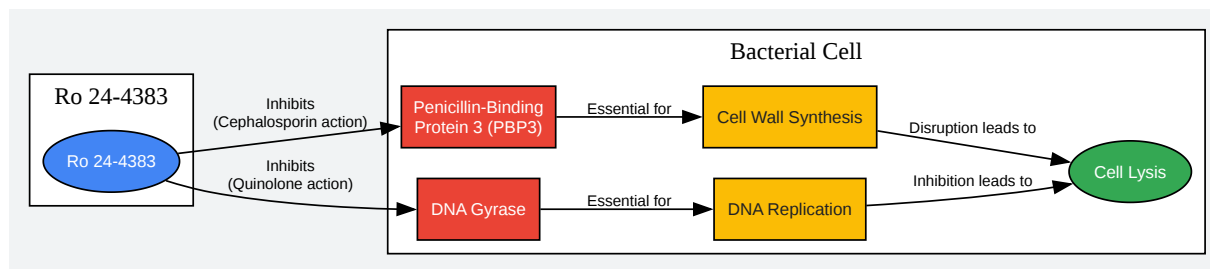 Bacterial Cell
Ro 24-4383
Ro 24-4383
Inhibits
(Cephalosporin action)
Inhibits
(Quinolone action)
Penicillin-Binding
Protein 3 (PBP3)
Essential for
Cell Wall Synthesis
Disruption leads to
DNA Gyrase
Essential for
DNA Replication
Inhibition leads to
Cell Lysis